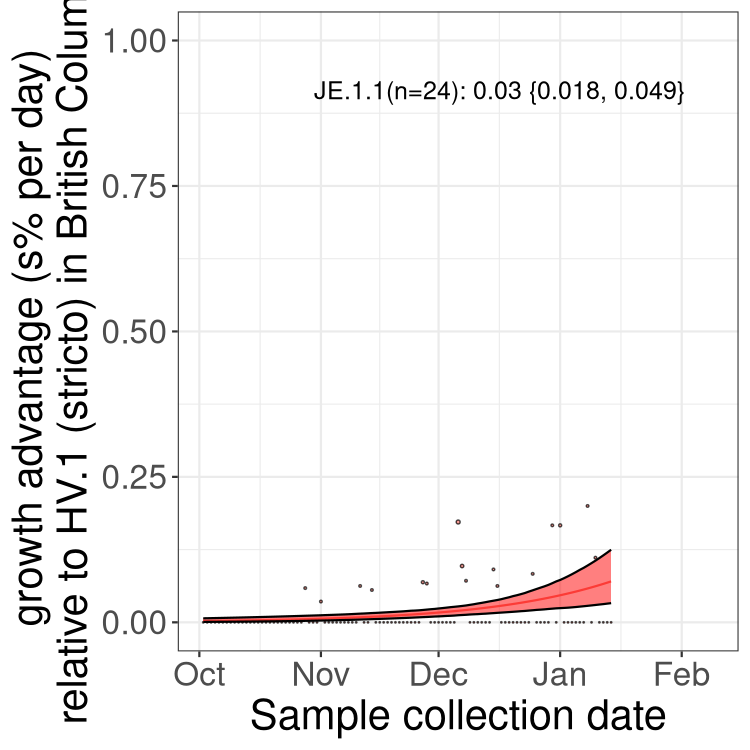 growth advantage (s% per day)
relative to HV.1 (stricto) in British Colum
1.00
0.75
0.50
0.25
0.00
JE.1.1(n=24): 0.03 {0.018, 0.049}
Oct Nov Dec Jan Feb
Sample collection date